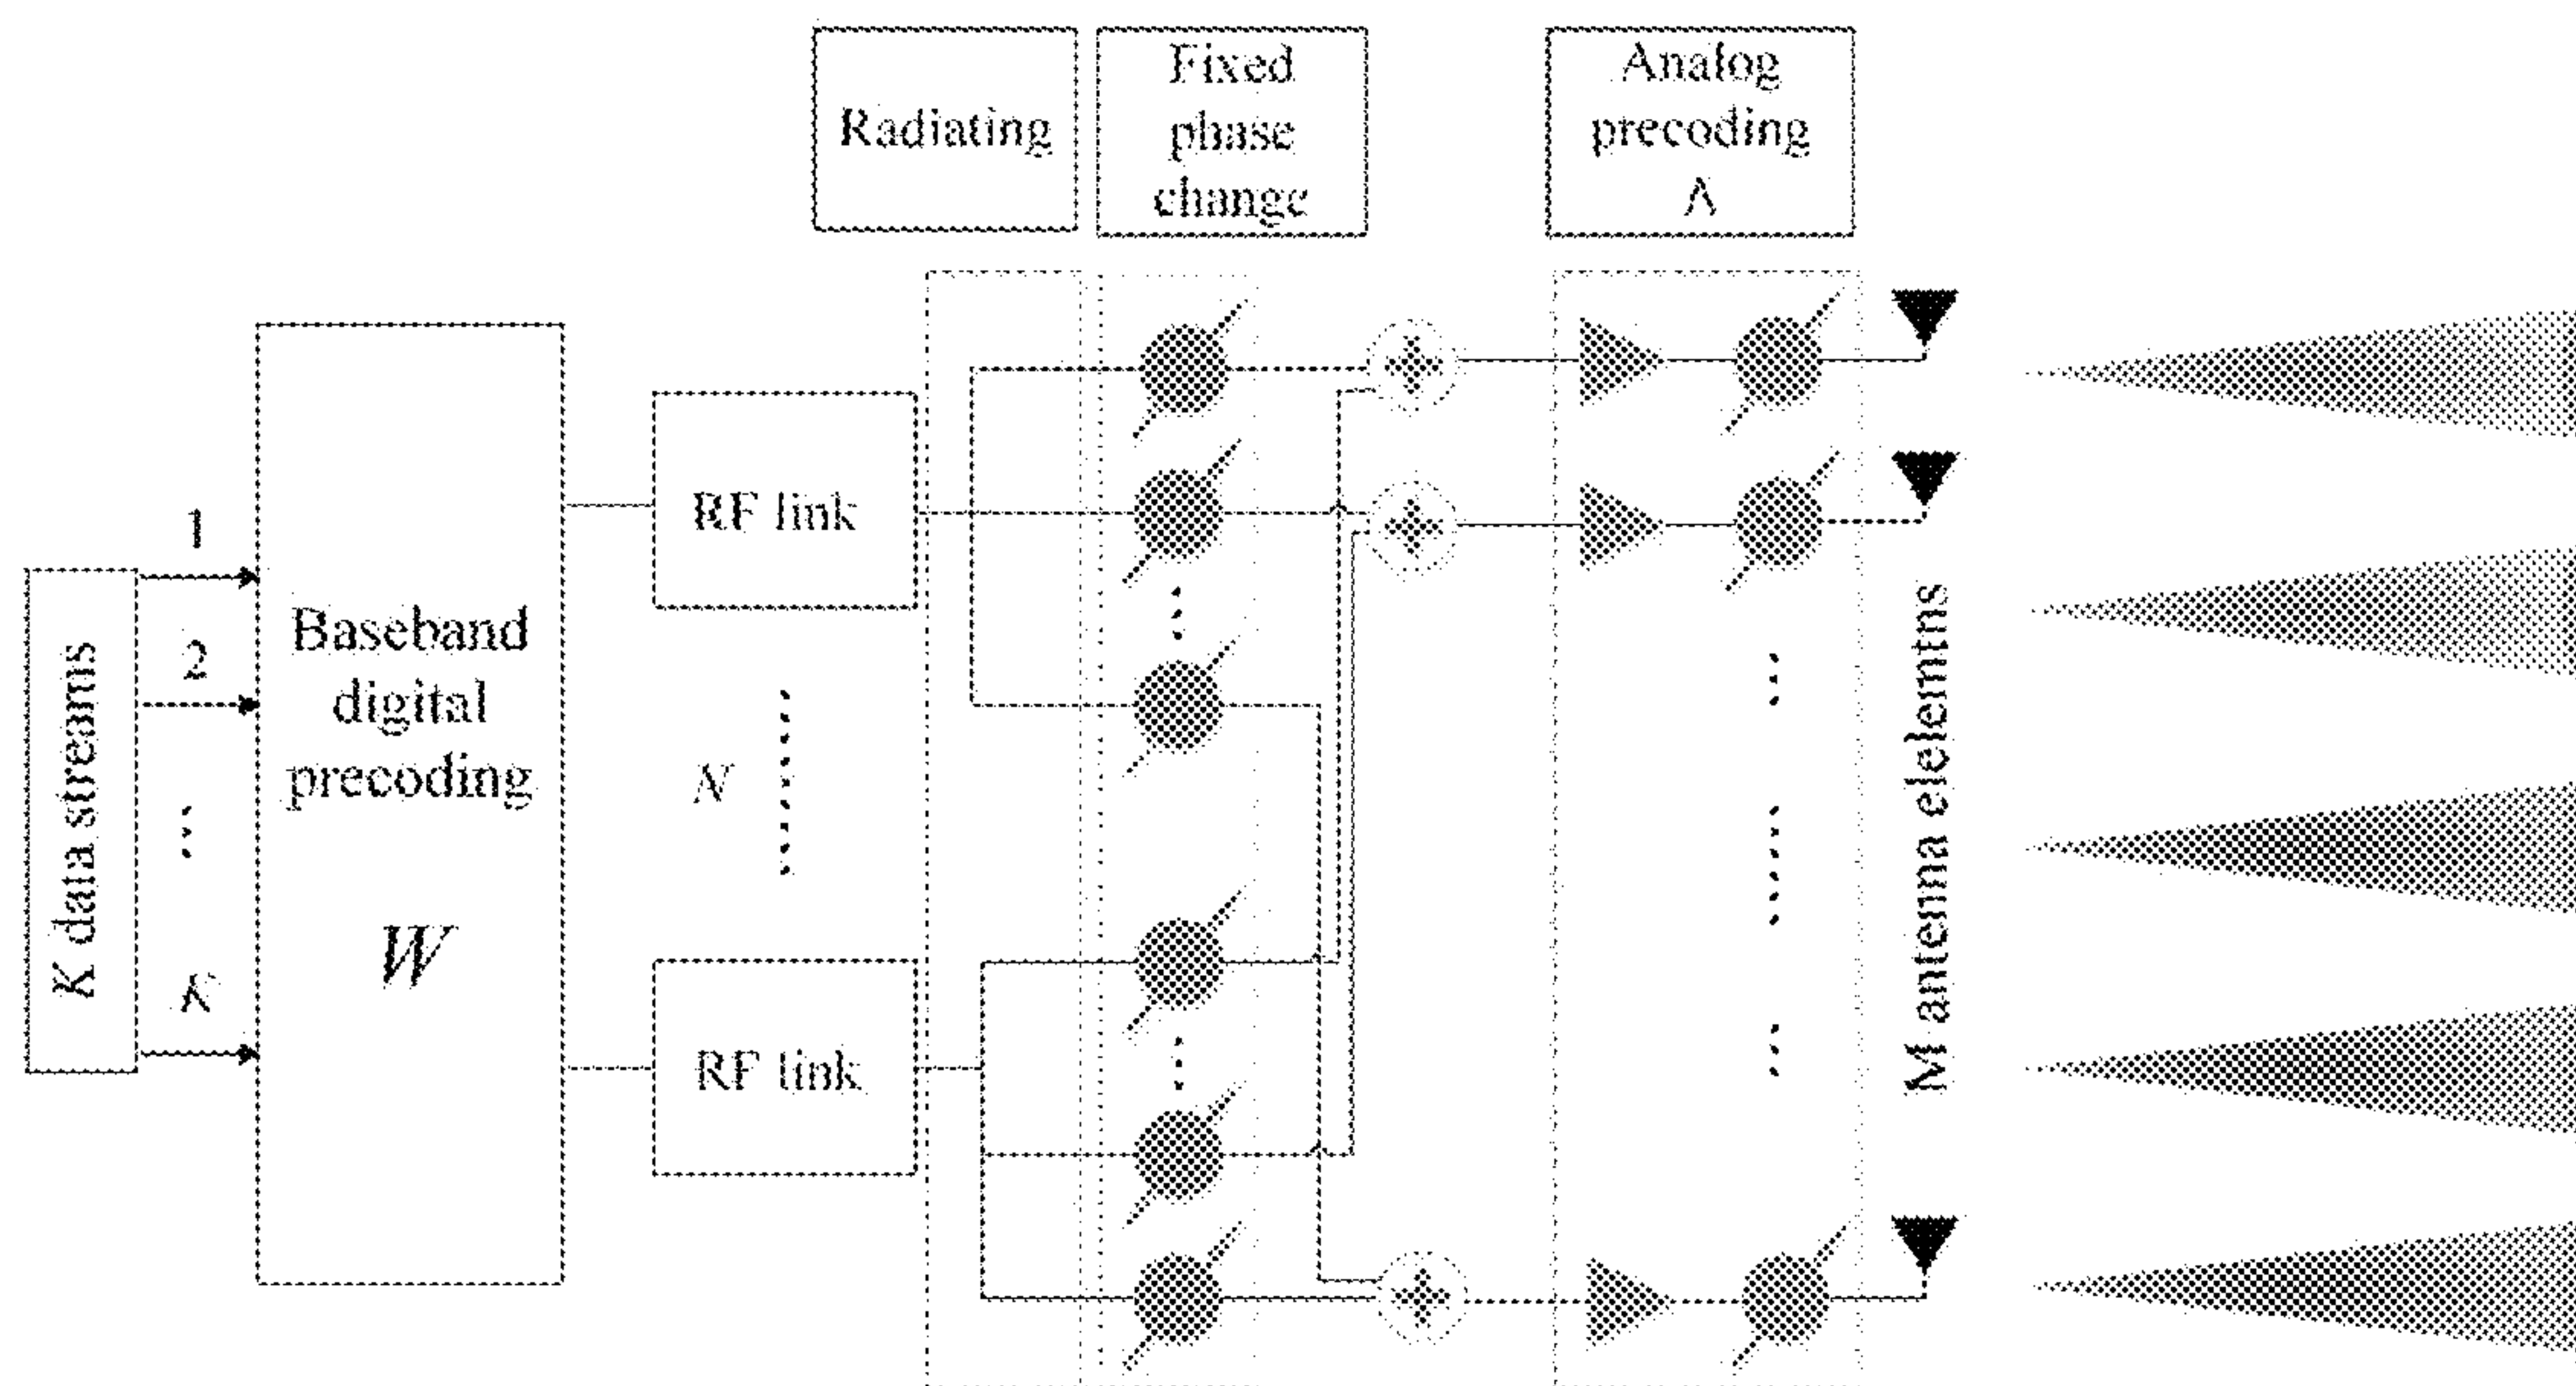 Radiating
Fixed
phase
change
Analog
precoding
A
K data streams
1
2
K
Baseband
digital
precoding
W
RF link
N
RF link
M antenna elelemtns